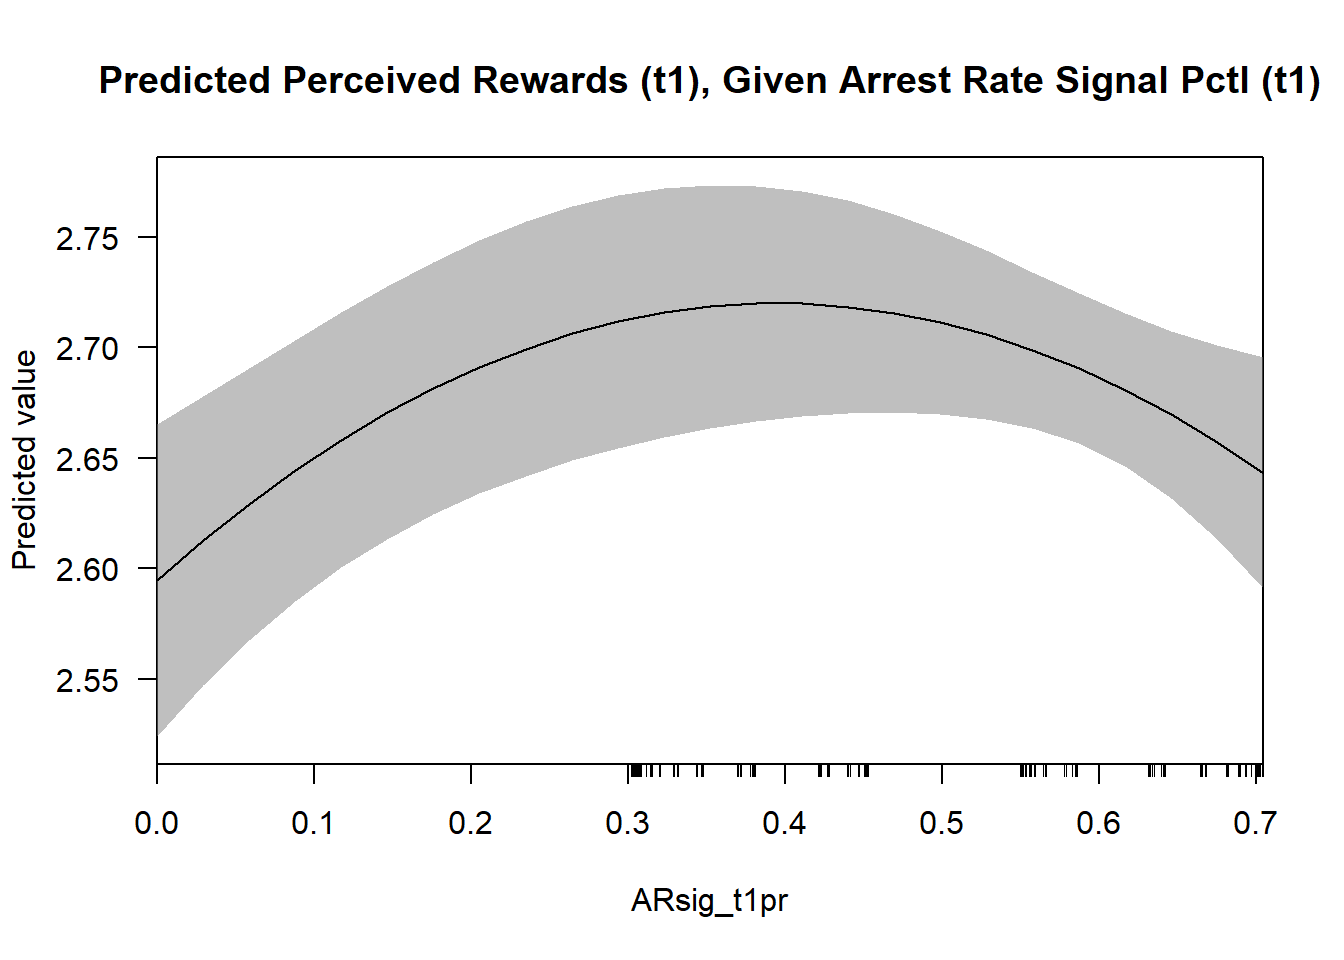 Predicted Perceived Rewards (t1), Given Arrest Rate Signal Pctl (t1)
Predicted value
2.75
2.70
2.65
2.60
2.55
0.0 0.1 0.2 0.3 0.4 0.5 0.6 0.7
ARsig_t1pr